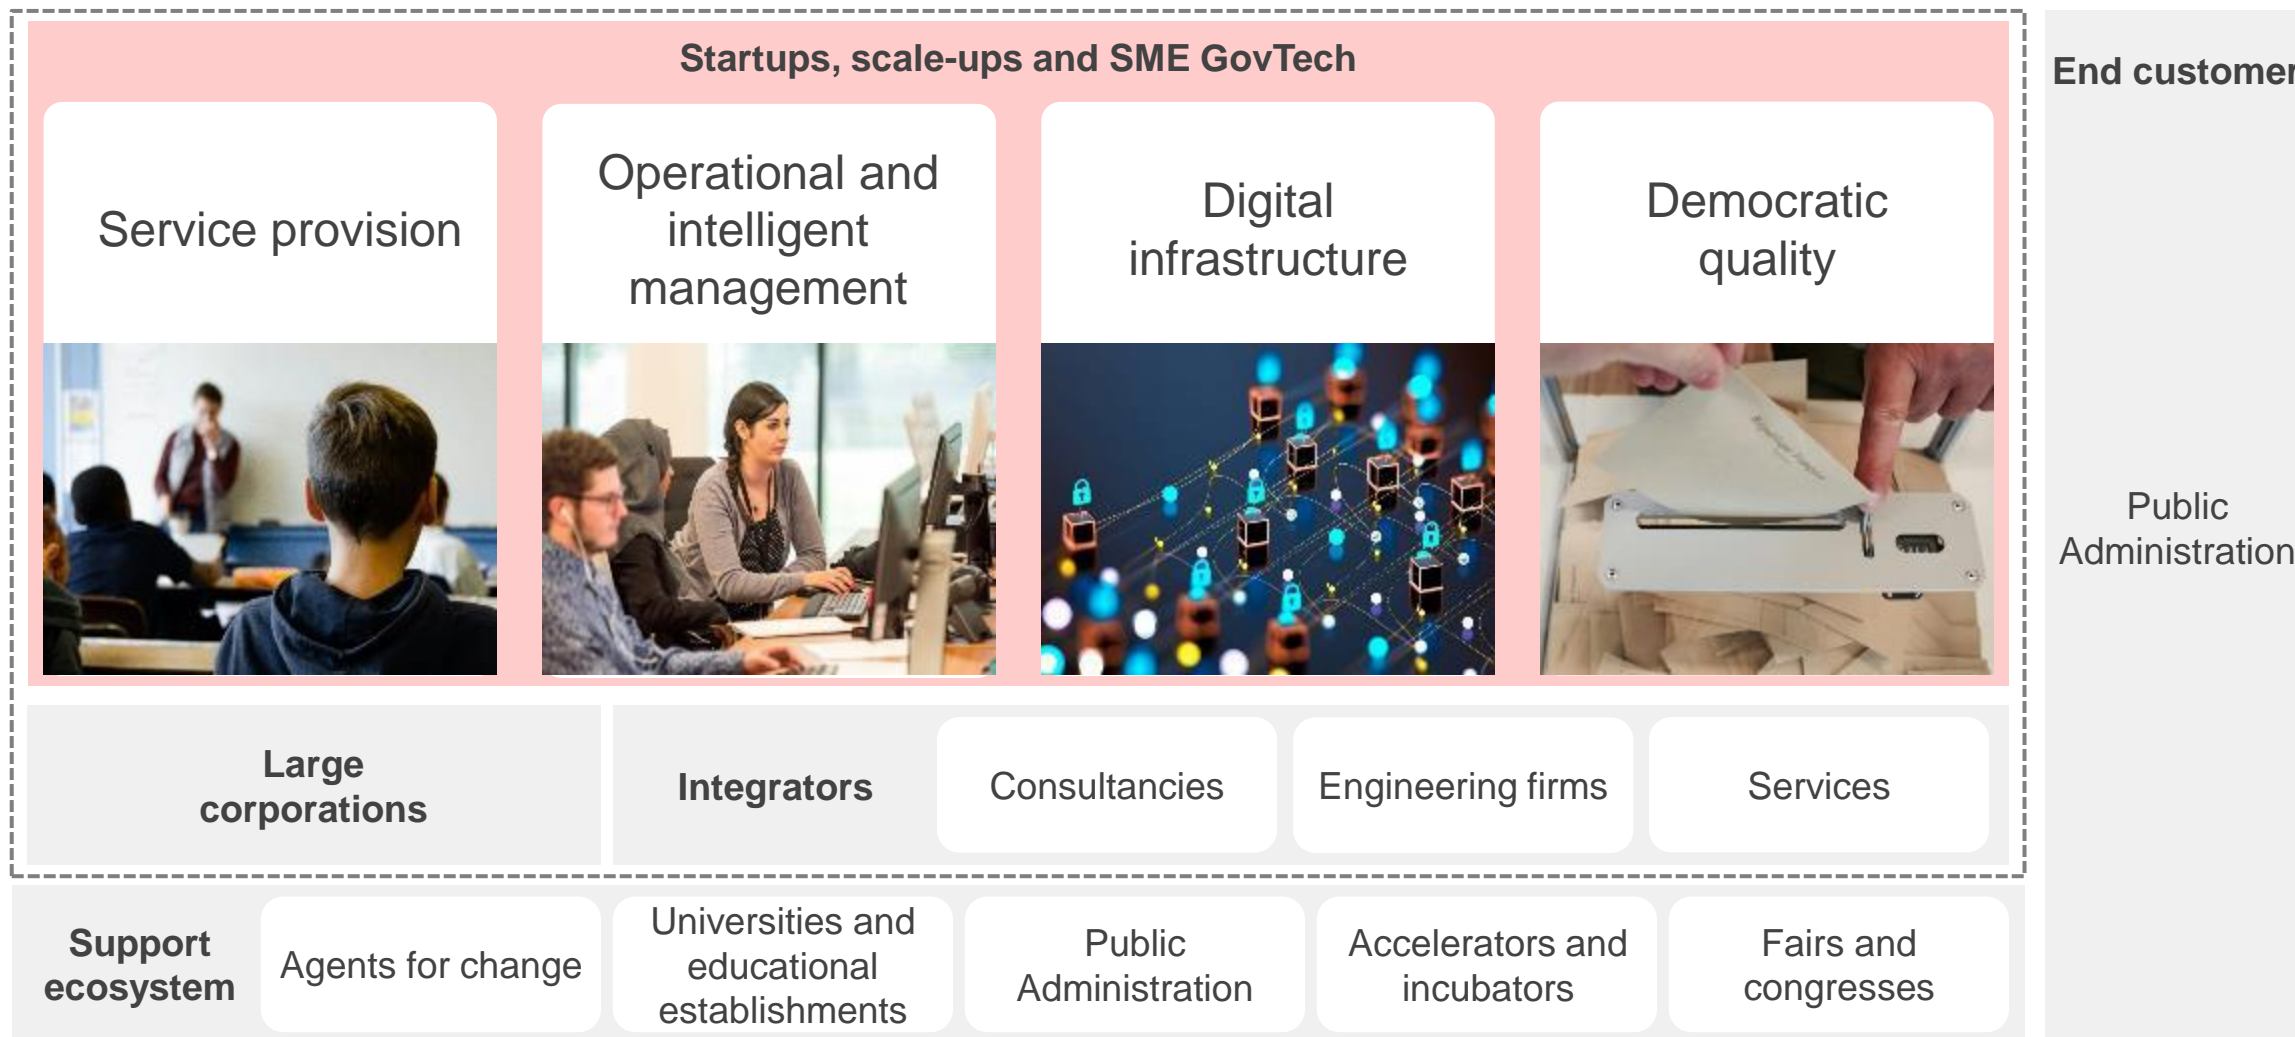 Startups, scale-ups and SME GovTech
Service provision
Operational and
intelligent
management
Digital
infrastructure
Democratic
quality
Large
corporations
Integrators
Consultancies
Engineering firms
Services
Support
ecosystem
Agents for change
Universities and
educational
establishments
Public
Administration
Accelerators and
incubators
Fairs and
congresses
End customer
Public
Administration